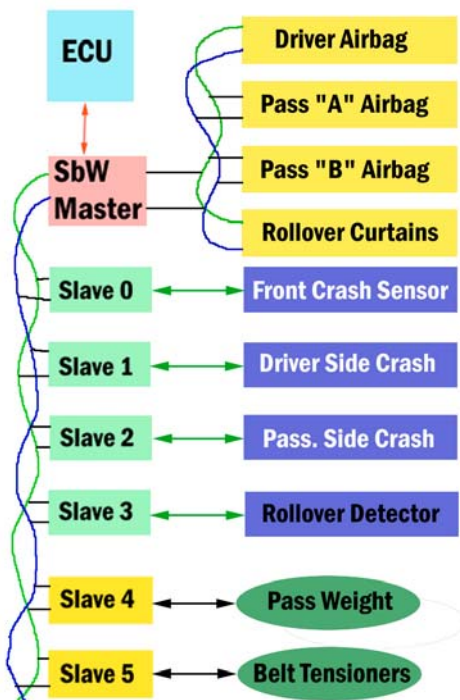 ECU
Driver Airbag
Pass "A" Airbag
Pass "B" Airbag
SbW
Master
Rollover Curtains
Slave 0
Front Crash Sensor
Slave 1
Driver Side Crash
Slave 2
Pass. Side Crash
Slave 3
Rollover Detector
Slave 4
Pass Weight
Slave 5
Belt Tensioners